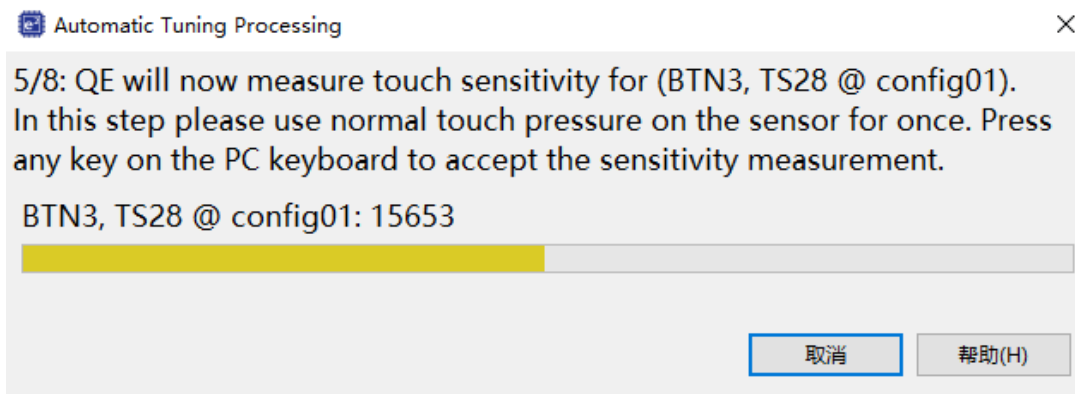 Automatic Tuning Processing
5/8: QE will now measure touch sensitivity for (BTN3, TS28 @ config01).
In this step please use normal touch pressure on the sensor for once. Press
any key on the PC keyboard to accept the sensitivity measurement.
BTN3, TS28 @ config01: 15653
取消
帮助(H)